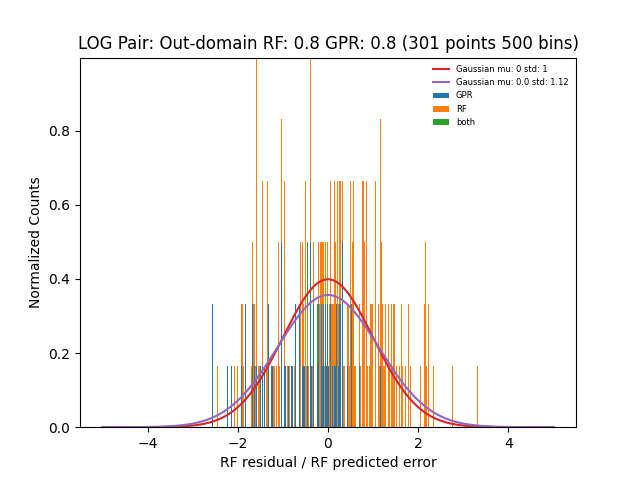 LOG Pair: Out-domain RF: 0.8 GPR: 0.8 (301 points 500 bins)
Gaussian mu: 0 std: 1
Gaussian mu: 0.0 std: 1.12
GPR
RF
both
Normalized Counts
0.8
0.6
0.4
0.2
0.0
−4 −2 0 2 4
RF residual / RF predicted error